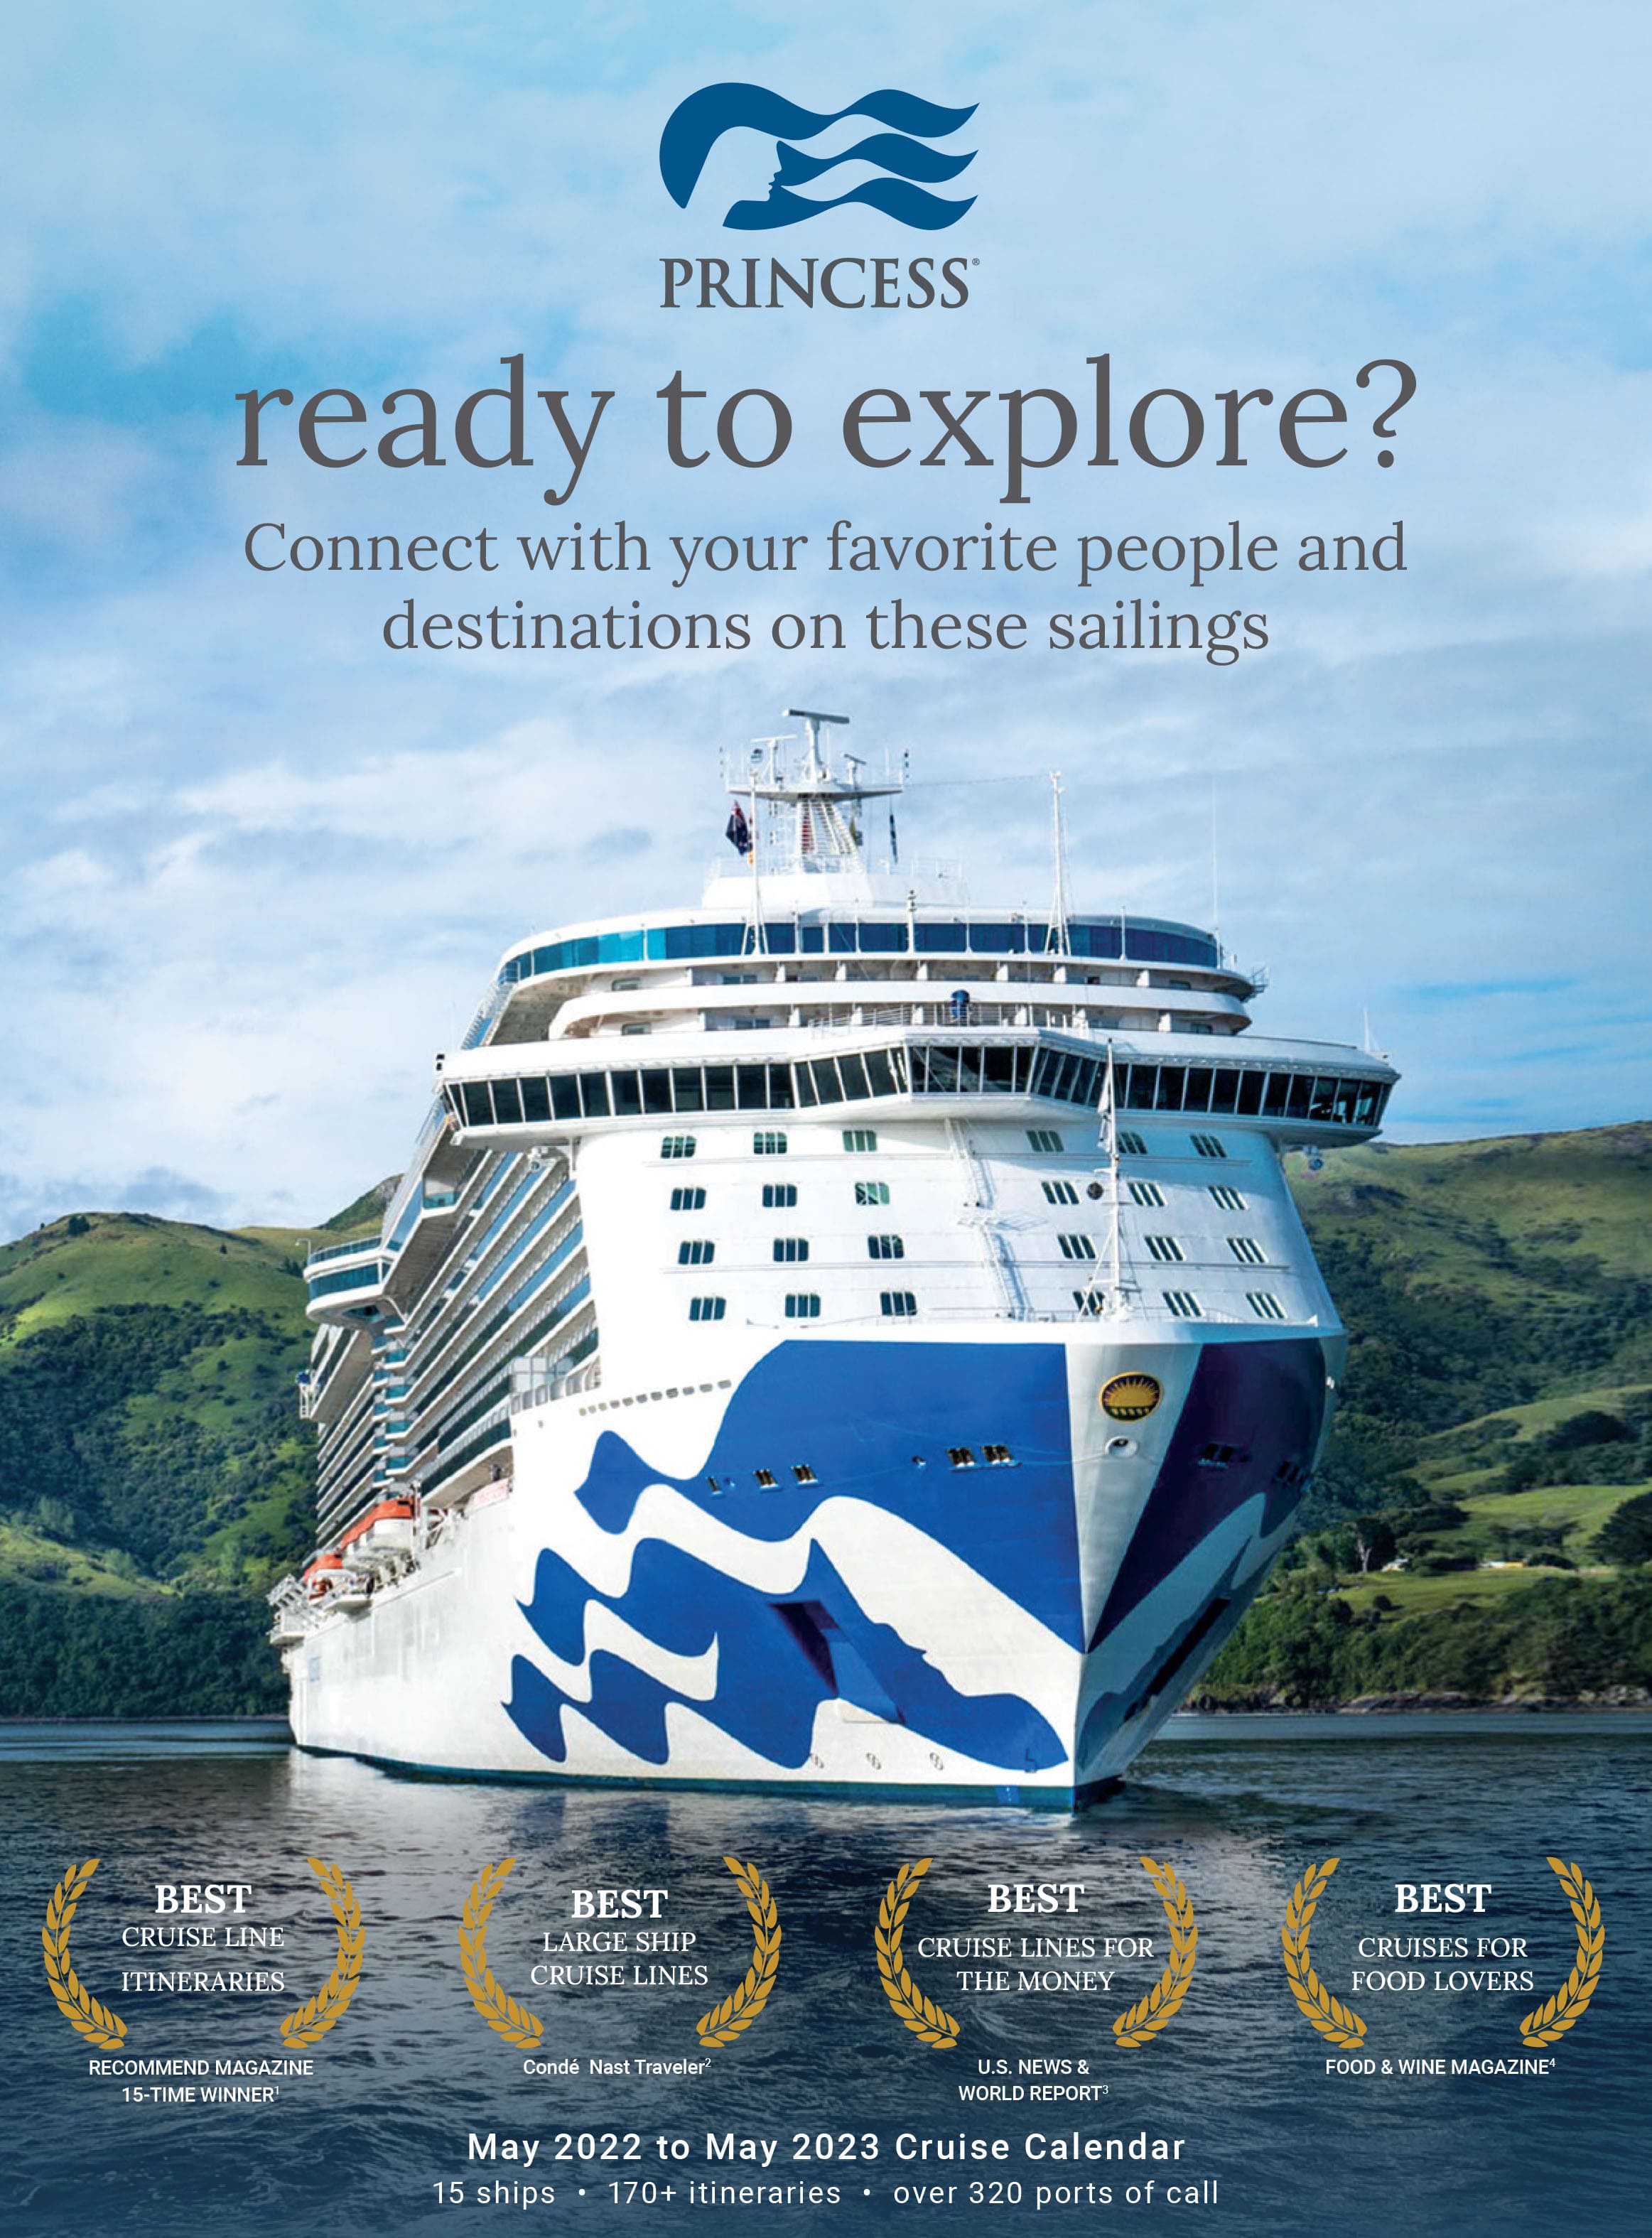 PRINCESS®
ready to explore?
Connect with your favorite people and
destinations on these sailings
BEST
CRUISE LINE
ITINERARIES
RECOMMEND MAGAZINE
15-TIME WINNER¹
BEST
LARGE SHIP
CRUISE LINES
Condé Nast Traveler²
BEST
CRUISE LINES FOR
THE MONEY
U.S. NEWS &
WORLD REPORT³
BEST
CRUISES FOR
FOOD LOVERS
FOOD & WINE MAGAZINE⁴
May 2022 to May 2023 Cruise Calendar
15 ships • 170+ itineraries • over 320 ports of call